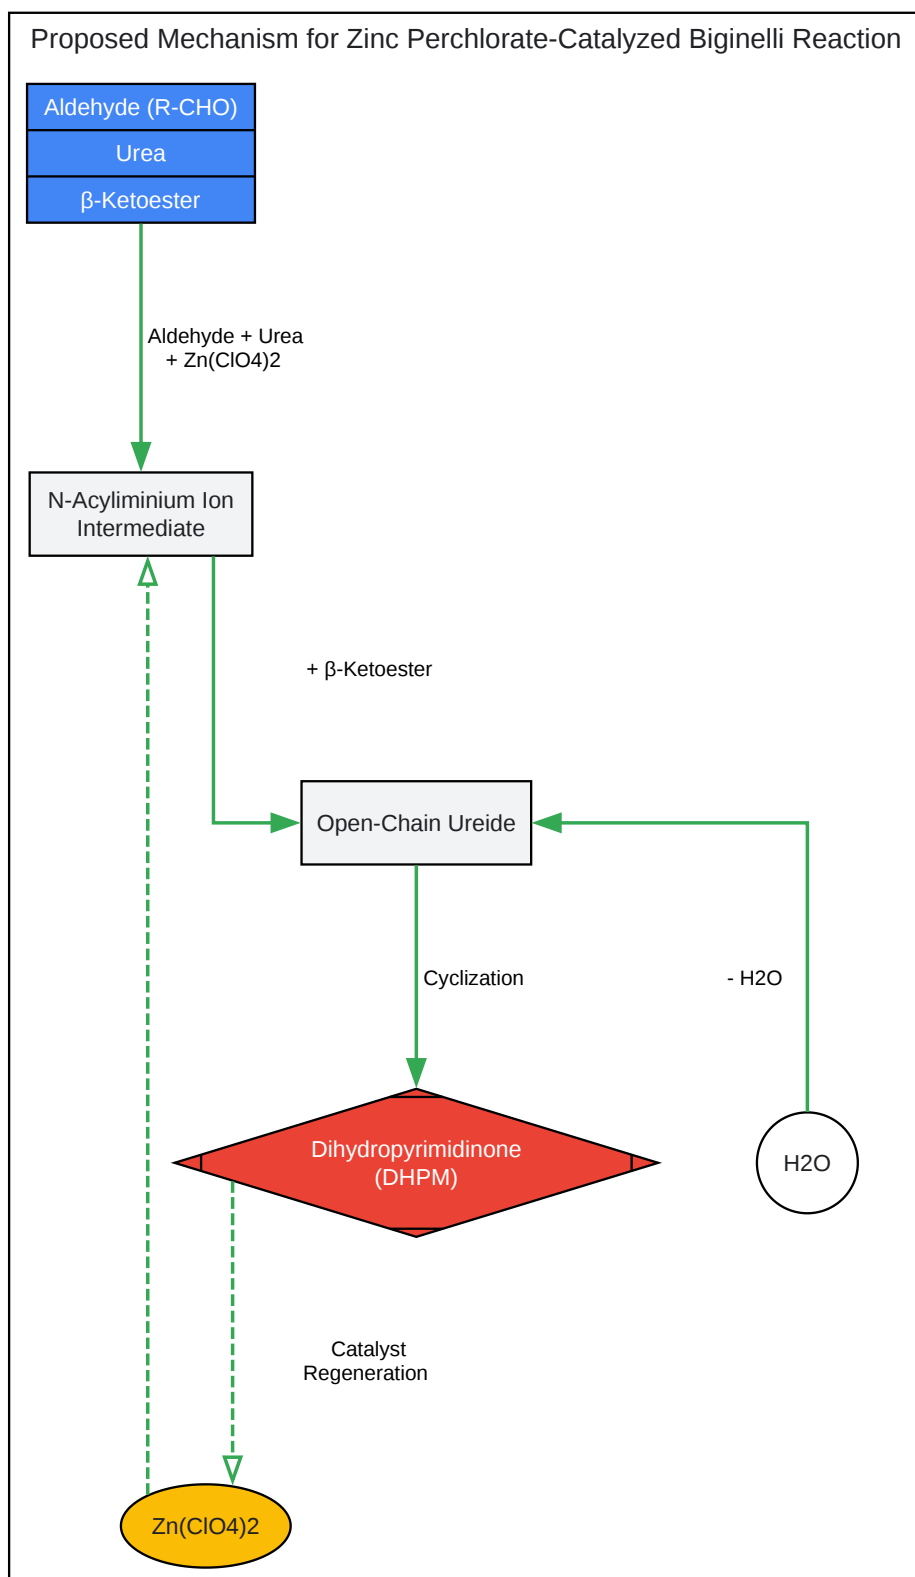 Proposed Mechanism for Zinc Perchlorate-Catalyzed Biginelli Reaction
Aldehyde (R-CHO)
Urea
β-Ketoester
Aldehyde + Urea
+ Zn(ClO4)2
N-Acyliminium Ion
Intermediate
+ β-Ketoester
Open-Chain Ureide
Cyclization
- H2O
Dihydropyrimidinone
(DHPM)
H2O
Catalyst
Regeneration
Zn(ClO4)2